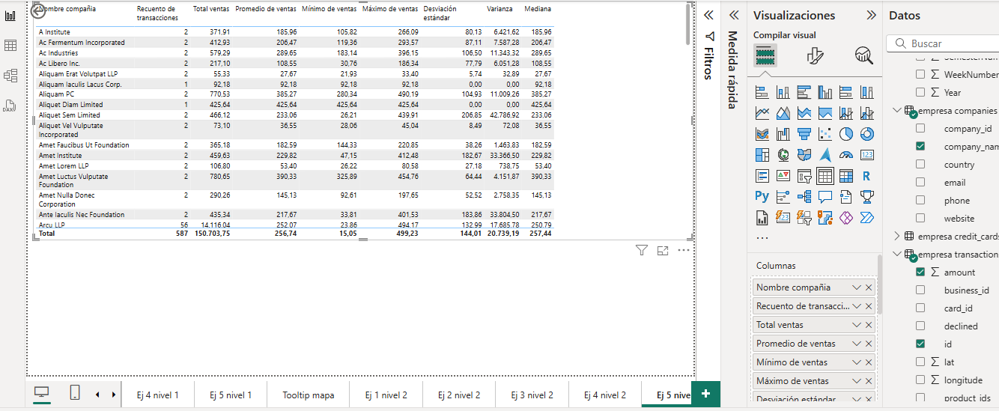 Nombre compañía Recuento de transacciones Total ventas Promedio de ventas Mínimo de ventas Máximo de ventas Desviación estándar Varianza Mediana
A Institute 2 371,91 185,96 105,82 266,09 80,13 6.421,62 185,96
Ac Fermentum Incorporated 2 412,93 206,47 119,36 293,57 87,11 7.587,28 206,47
Ac Industries 2 579,29 289,65 183,14 396,15 106,50 11.343,32 289,65
Ac Libero Inc. 2 217,10 108,55 30,76 186,34 77,79 6.051,28 108,55
Aliquam Erat Volutpat LLP 2 55,33 27,67 21,93 33,40 5,74 32,89 27,67
Aliquam Iaculis Lacus Corp. 1 92,18 92,18 92,18 92,18 0,00 0,00 92,18
Aliquam PC 2 770,53 385,27 280,34 490,19 104,93 11.009,26 385,27
Aliquet Diam Limited 1 425,64 425,64 425,64 425,64 0,00 0,00 425,64
Aliquet Sem Limited 2 466,12 233,06 26,21 439,91 206,85 42.786,92 233,06
Aliquet Vel Vulputate Incorporated 2 73,10 36,55 28,06 45,04 8,49 72,08 36,55
Amet Faucibus Ut Foundation 2 365,18 182,59 144,33 220,85 38,26 1.463,83 182,59
Amet Institute 2 459,63 229,82 47,15 412,48 182,67 33.366,50 229,82
Amet Lorem LLP 2 106,80 53,40 26,22 80,58 27,18 738,75 53,40
Amet Luctus Vulputate Foundation 2 780,65 390,33 325,89 454,76 64,44 4.151,87 390,33
Amet Nulla Donec Corporation 2 290,26 145,13 92,61 197,65 52,52 2.758,35 145,13
Ante Iaculis Nec Foundation 2 435,34 217,67 33,81 401,53 183,86 33.804,50 217,67
Arcu LLP 56 14.116,04 252,07 23,86 494,17 132,99 17.685,78 250,79
Total 587 150.703,75 256,74 15,05 499,23 144,01 20.739,19 257,44
Filtros
Medida rápida
Visualizaciones
Compilar visual
R
Py
123
Columnas
Nombre compañía
Recuento de transacci...
Total ventas
Promedio de ventas
Mínimo de ventas
Máximo de ventas
Desviación estándar
Datos
Buscar
WeekNumber
Year
empresa companies
company_id
company_nam
country
email
phone
website
empresa credit_cards
empresa transaction
amount
business_id
card_id
declined
id
lat
longitude
product_ids
DAX
Ej 4 nivel 1
Ej 5 nivel 1
Tooltip mapa
Ej 1 nivel 2
Ej 2 nivel 2
Ej 3 nivel 2
Ej 4 nivel 2
Ej 5 nive